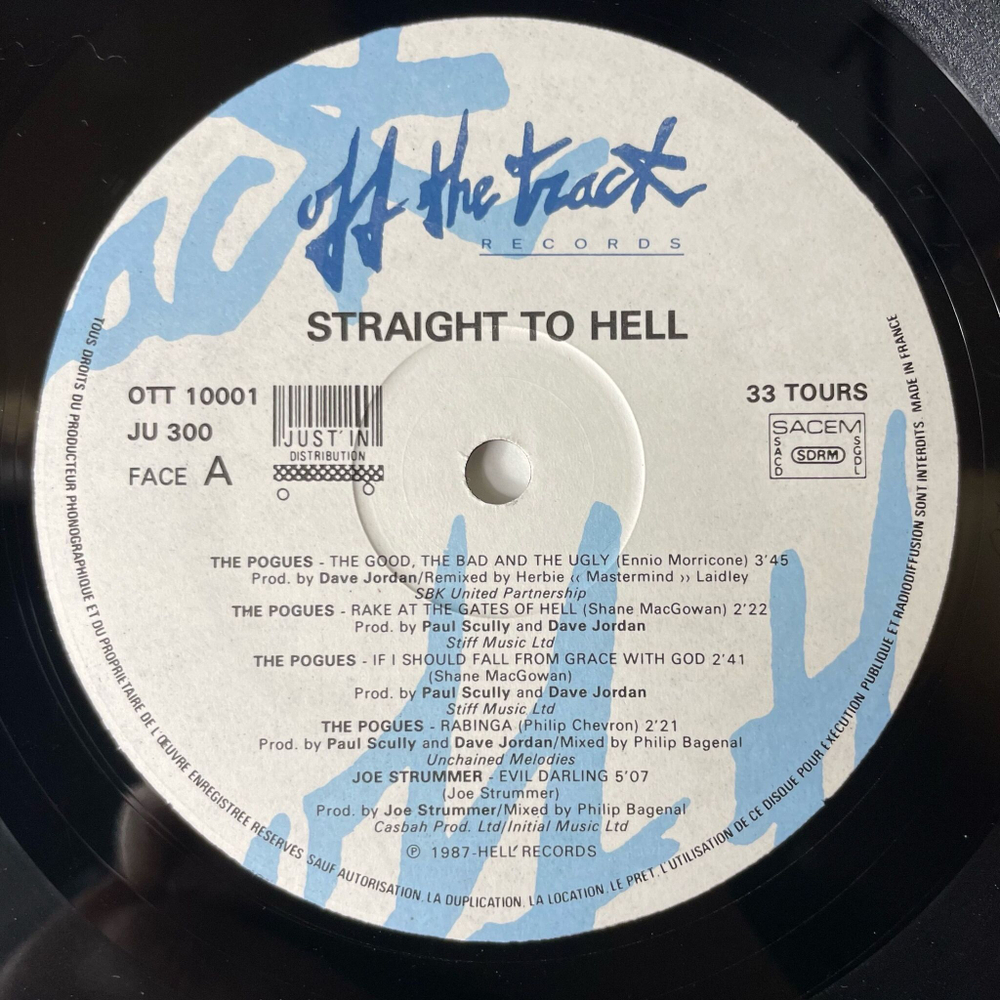 off the track
RECORDS
STRAIGHT TO HELL
OTT 10001
JU 300
FACE A
JUST' IN
DISTRIBUTION
33 TOURS
SACEM
SACD
SDRM
SGDL
THE POGUES - THE GOOD, THE BAD AND THE UGLY (Ennio Morricone) 3'45
Prod. by Dave Jordan/Remixed by Herbie ‹‹ Mastermind ›› Laidley
SBK United Partnership
THE POGUES - RAKE AT THE GATES OF HELL (Shane MacGowan) 2'22
Prod. by Paul Scully and Dave Jordan
Stiff Music Ltd
THE POGUES - IF I SHOULD FALL FROM GRACE WITH GOD 2'41
(Shane MacGowan)
Prod. by Paul Scully and Dave Jordan
Stiff Music Ltd
THE POGUES - RABINGA (Philip Chevron) 2'21
Prod. by Paul Scully and Dave Jordan/Mixed by Philip Bagenal
Unchained Melodies
JOE STRUMMER - EVIL DARLING 5'07
(Joe Strummer)
Prod. by Joe Strummer/Mixed by Philip Bagenal
Casbah Prod. Ltd/Initial Music Ltd
℗ 1987-HELL' RECORDS
TOUS DROITS DU PRODUCTEUR PHONOGRAPHIQUE ET DU PROPRIETAIRE DE L'ŒUVRE ENREGISTREE RESERVES SAUF AUTORISATION. LA DUPLICATION. LA LOCATION. LE PRET. L'UTILISATION DE CE DISQUE POUR EXECUTION PUBLIQUE ET RADIODIFFUSION SONT INTERDITS MADE IN FRANCE